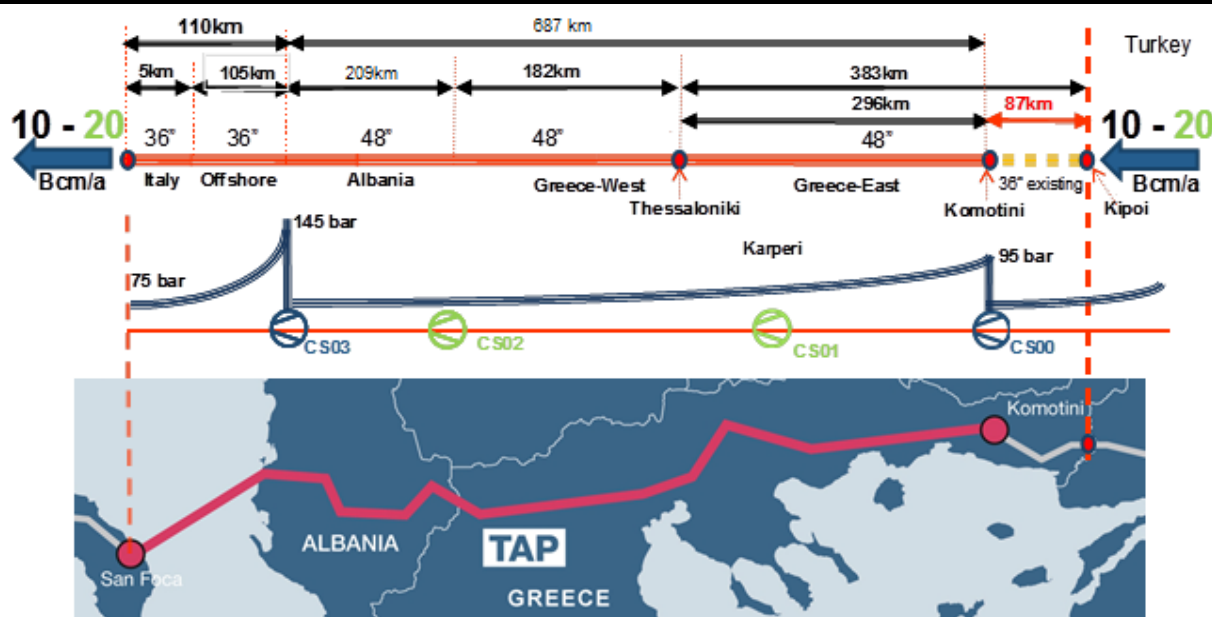 110km
687 km
Turkey
5km
105km
209km
182km
383km
296km
87km
10 - 20
36”
36”
48”
48”
48”
10 - 20
Bcm/a
Italy
Offshore
Albania
Greece-West
Greece-East
36” existing
Bcm/a
Thessaloniki
Komotini
Kipoi
145 bar
Karperi
95 bar
75 bar
CS03
CS02
CS01
CS00
Komotini
ALBANIA
TAP
San Foca
GREECE